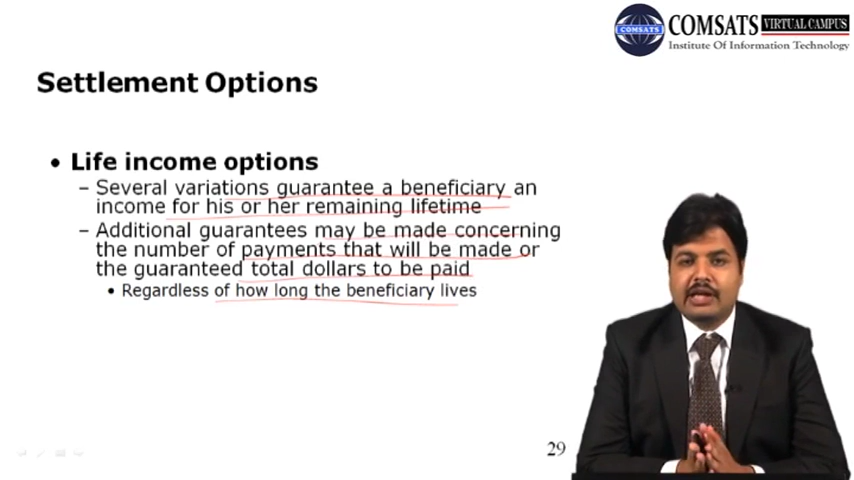 COMSATS VIRTUAL CAMPUS
COMSATS
Institute Of Information Technology
Settlement Options
• Life income options
– Several variations guarantee a beneficiary an
income for his or her remaining lifetime
– Additional guarantees may be made concerning
the number of payments that will be made or
the guaranteed total dollars to be paid
• Regardless of how long the beneficiary lives
29